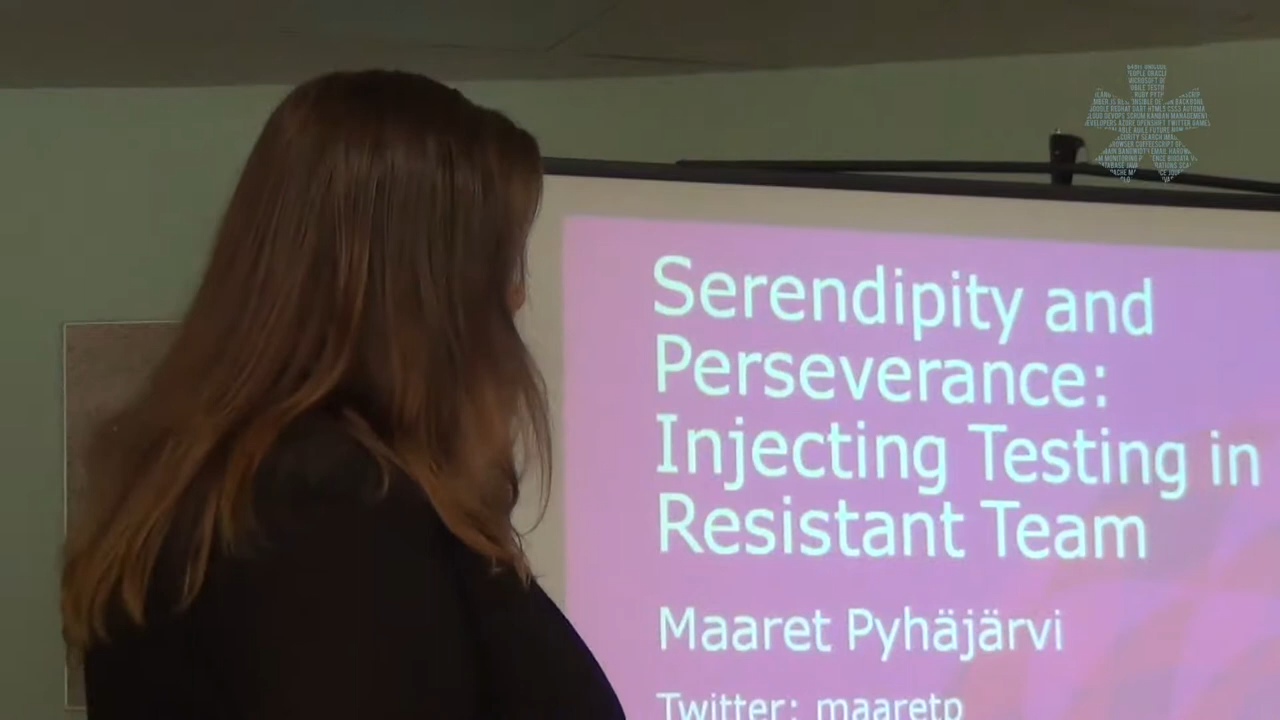 Serendipity and
Perseverance:
Injecting Testing in
Resistant Team
Maaret Pyhäjärvi
Twitter: maaretp